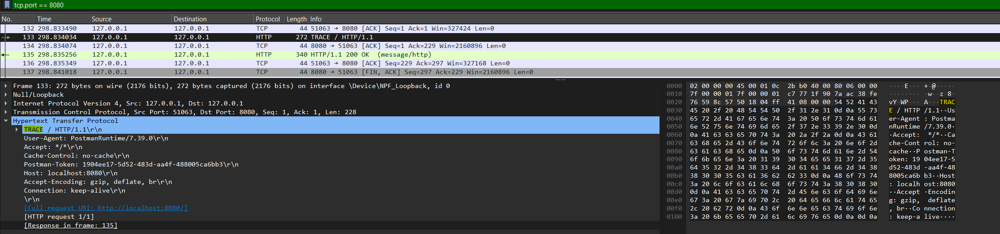 tcp.port == 8080
No. Time Source Destination Protocol Length Info
132 298.833490 127.0.0.1 127.0.0.1 TCP 44 51063 → 8080 [ACK] Seq=1 Ack=1 Win=327424 Len=0
133 298.834034 127.0.0.1 127.0.0.1 HTTP 272 TRACE / HTTP/1.1
134 298.834074 127.0.0.1 127.0.0.1 TCP 44 8080 → 51063 [ACK] Seq=1 Ack=229 Win=2160896 Len=0
135 298.835256 127.0.0.1 127.0.0.1 HTTP 340 HTTP/1.1 200 OK (message/http)
136 298.835349 127.0.0.1 127.0.0.1 TCP 44 51063 → 8080 [ACK] Seq=229 Ack=297 Win=327168 Len=0
137 298.841018 127.0.0.1 127.0.0.1 TCP 44 8080 → 51063 [FIN, ACK] Seq=297 Ack=229 Win=2160896 Len=0
Frame 133: 272 bytes on wire (2176 bits), 272 bytes captured (2176 bits) on interface \Device\NPF_Loopback, id 0
Null/Loopback
Internet Protocol Version 4, Src: 127.0.0.1, Dst: 127.0.0.1
Transmission Control Protocol, Src Port: 51063, Dst Port: 8080, Seq: 1, Ack: 1, Len: 228
Hypertext Transfer Protocol
TRACE / HTTP/1.1\r\n
User-Agent: PostmanRuntime/7.39.0\r\n
Accept: */*\r\n
Cache-Control: no-cache\r\n
Postman-Token: 1904ee17-5d52-483d-aa4f-488005ca6bb3\r\n
Host: localhost:8080\r\n
Accept-Encoding: gzip, deflate, br\r\n
Connection: keep-alive\r\n
\r\n
[Full request URI: http://localhost:8080/]
[HTTP request 1/1]
[Response in frame: 135]
0000 02 00 00 00 45 00 01 0c 2b b0 40 00 80 06 00 00 ····E··· +·@·····
0010 7f 00 00 01 7f 00 00 01 c7 77 1f 90 7a ac 38 fe ········ ·w··z·8·
0020 76 59 8c 57 50 18 04 ff 41 08 00 00 54 52 41 43 vY·WP··· A···TRAC
0030 45 20 2f 20 48 54 54 50 2f 31 2e 31 0d 0a 55 73 E / HTTP /1.1··Us
0040 65 72 2d 41 67 65 6e 74 3a 20 50 6f 73 74 6d 61 er-Agent : Postma
0050 6e 52 75 6e 74 69 6d 65 2f 37 2e 33 39 2e 30 0d nRuntime /7.39.0·
0060 0a 41 63 63 65 70 74 3a 20 2a 2f 2a 0d 0a 43 61 ·Accept: */*··Ca
0070 63 68 65 2d 43 6f 6e 74 72 6f 6c 3a 20 6e 6f 2d che-Cont rol: no-
0080 63 61 63 68 65 0d 0a 50 6f 73 74 6d 61 6e 2d 54 cache··P ostman-T
0090 6f 6b 65 6e 3a 20 31 39 30 34 65 65 31 37 2d 35 oken: 19 04ee17-5
00a0 64 35 32 2d 34 38 33 64 2d 61 61 34 66 2d 34 38 d52-483d -aa4f-48
00b0 38 30 30 35 63 61 36 62 62 33 0d 0a 48 6f 73 74 8005ca6b b3··Host
00c0 3a 20 6c 6f 63 61 6c 68 6f 73 74 3a 38 30 38 30 : localh ost:8080
00d0 0d 0a 41 63 63 65 70 74 2d 45 6e 63 6f 64 69 6e ··Accept -Encodin
00e0 67 3a 20 67 7a 69 70 2c 20 64 65 66 6c 61 74 65 g: gzip, deflate
00f0 2c 20 62 72 0d 0a 43 6f 6e 6e 65 63 74 69 6f 6e , br··Co nnection
0100 3a 20 6b 65 65 70 2d 61 6c 69 76 65 0d 0a 0d 0a : keep-a live····